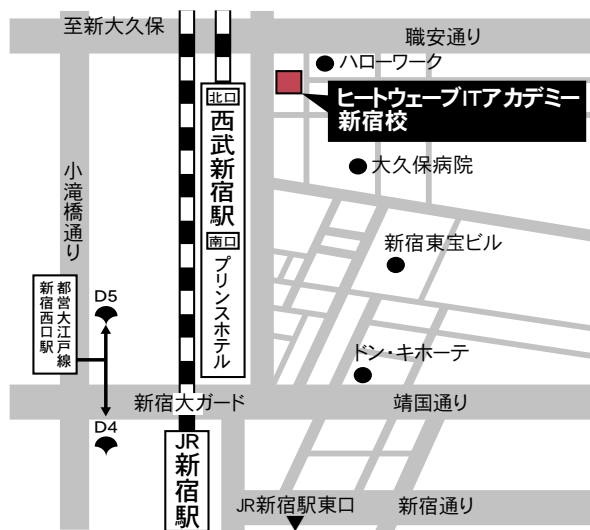 至新大久保
職安通り
ハローワーク
ヒートウェーブITアカデミー
新宿校
北口
西武新宿駅
南口
プリンスホテル
大久保病院
小滝橋通り
新宿東宝ビル
都営大江戸線
新宿西口駅
D5
ドン・キホーテ
新宿大ガード
靖国通り
D4
JR
新宿駅
JR新宿駅東口
新宿通り